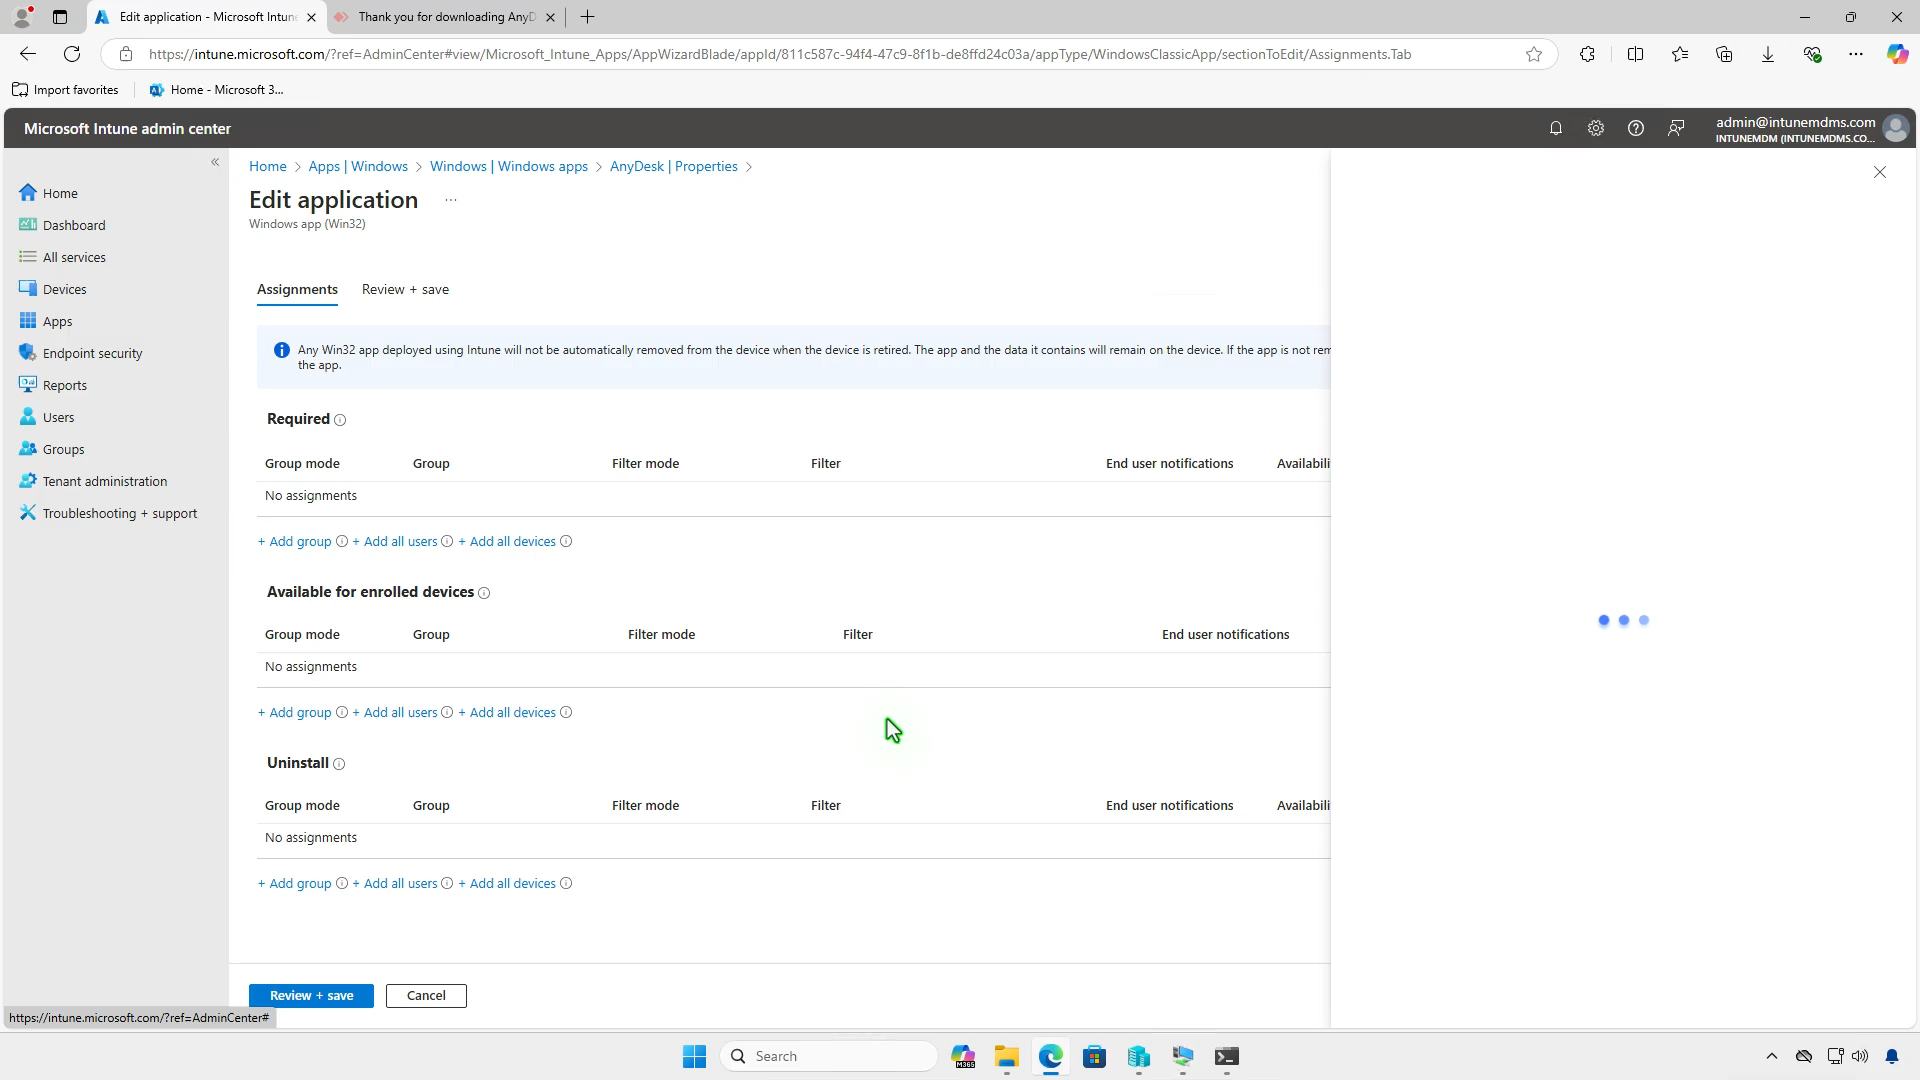 Edit application - Microsoft Intune
Thank you for downloading AnyD
https://intune.microsoft.com/?ref=AdminCenter#view/Microsoft_Intune_Apps/AppWizardBlade/appId/811c587c-94f4-47c9-8f1b-de8ffd24c03a/appType/WindowsClassicApp/sectionToEdit/Assignments.Tab
Import favorites
Home - Microsoft 3...
Microsoft Intune admin center
admin@intunemdms.com
INTUNEMDM (INTUNEMDMS.CO...
Home
Dashboard
All services
Devices
Apps
Endpoint security
Reports
Users
Groups
Tenant administration
Troubleshooting + support
Home > Apps | Windows > Windows | Windows apps > AnyDesk | Properties >
Edit application ...
Windows app (Win32)
Assignments Review + save
Any Win32 app deployed using Intune will not be automatically removed from the device when the device is retired. The app and the data it contains will remain on the device. If the app is not rem
the app.
Required
Group mode Group Filter mode Filter End user notifications Availabili
No assignments
+ Add group + Add all users + Add all devices
Available for enrolled devices
Group mode Group Filter mode Filter End user notifications
No assignments
+ Add group + Add all users + Add all devices
Uninstall
Group mode Group Filter mode Filter End user notifications Availabili
No assignments
+ Add group + Add all users + Add all devices
Review + save Cancel
https://intune.microsoft.com/?ref=AdminCenter#
Search
M365